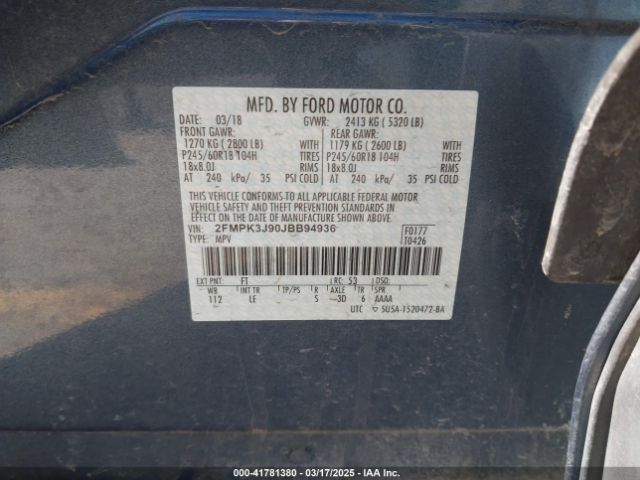 MFD. BY FORD MOTOR CO.
DATE: 03/18 GVWR: 2413 KG ( 5320 LB)
FRONT GAWR: REAR GAWR:
1270 KG ( 2800 LB) WITH 1179 KG ( 2600 LB) WITH
P245/60R18 104H TIRES P245/60R18 104H TIRES
18x8.0J RIMS 18x8.0J RIMS
AT 240 kPa/ 35 PSI COLD AT 240 kPa/ 35 PSI COLD
THIS VEHICLE CONFORMS TO ALL APPLICABLE FEDERAL MOTOR
VEHICLE SAFETY AND THEFT PREVENTION STANDARDS IN
EFFECT ON THE DATE OF MANUFACTURE SHOWN ABOVE.
VIN: 2FMPK3J90JBB94936 F0177
TYPE: MPV T0426
EXT PNT: FT RC: 53 DSO:
WB INT TR TP/PS R AXLE TR SPR
112 LE S 3D 6 AAAA
UTC ▽ 5U5A-1520472-BA
000-41781380 - 03/17/2025 - IAA Inc.